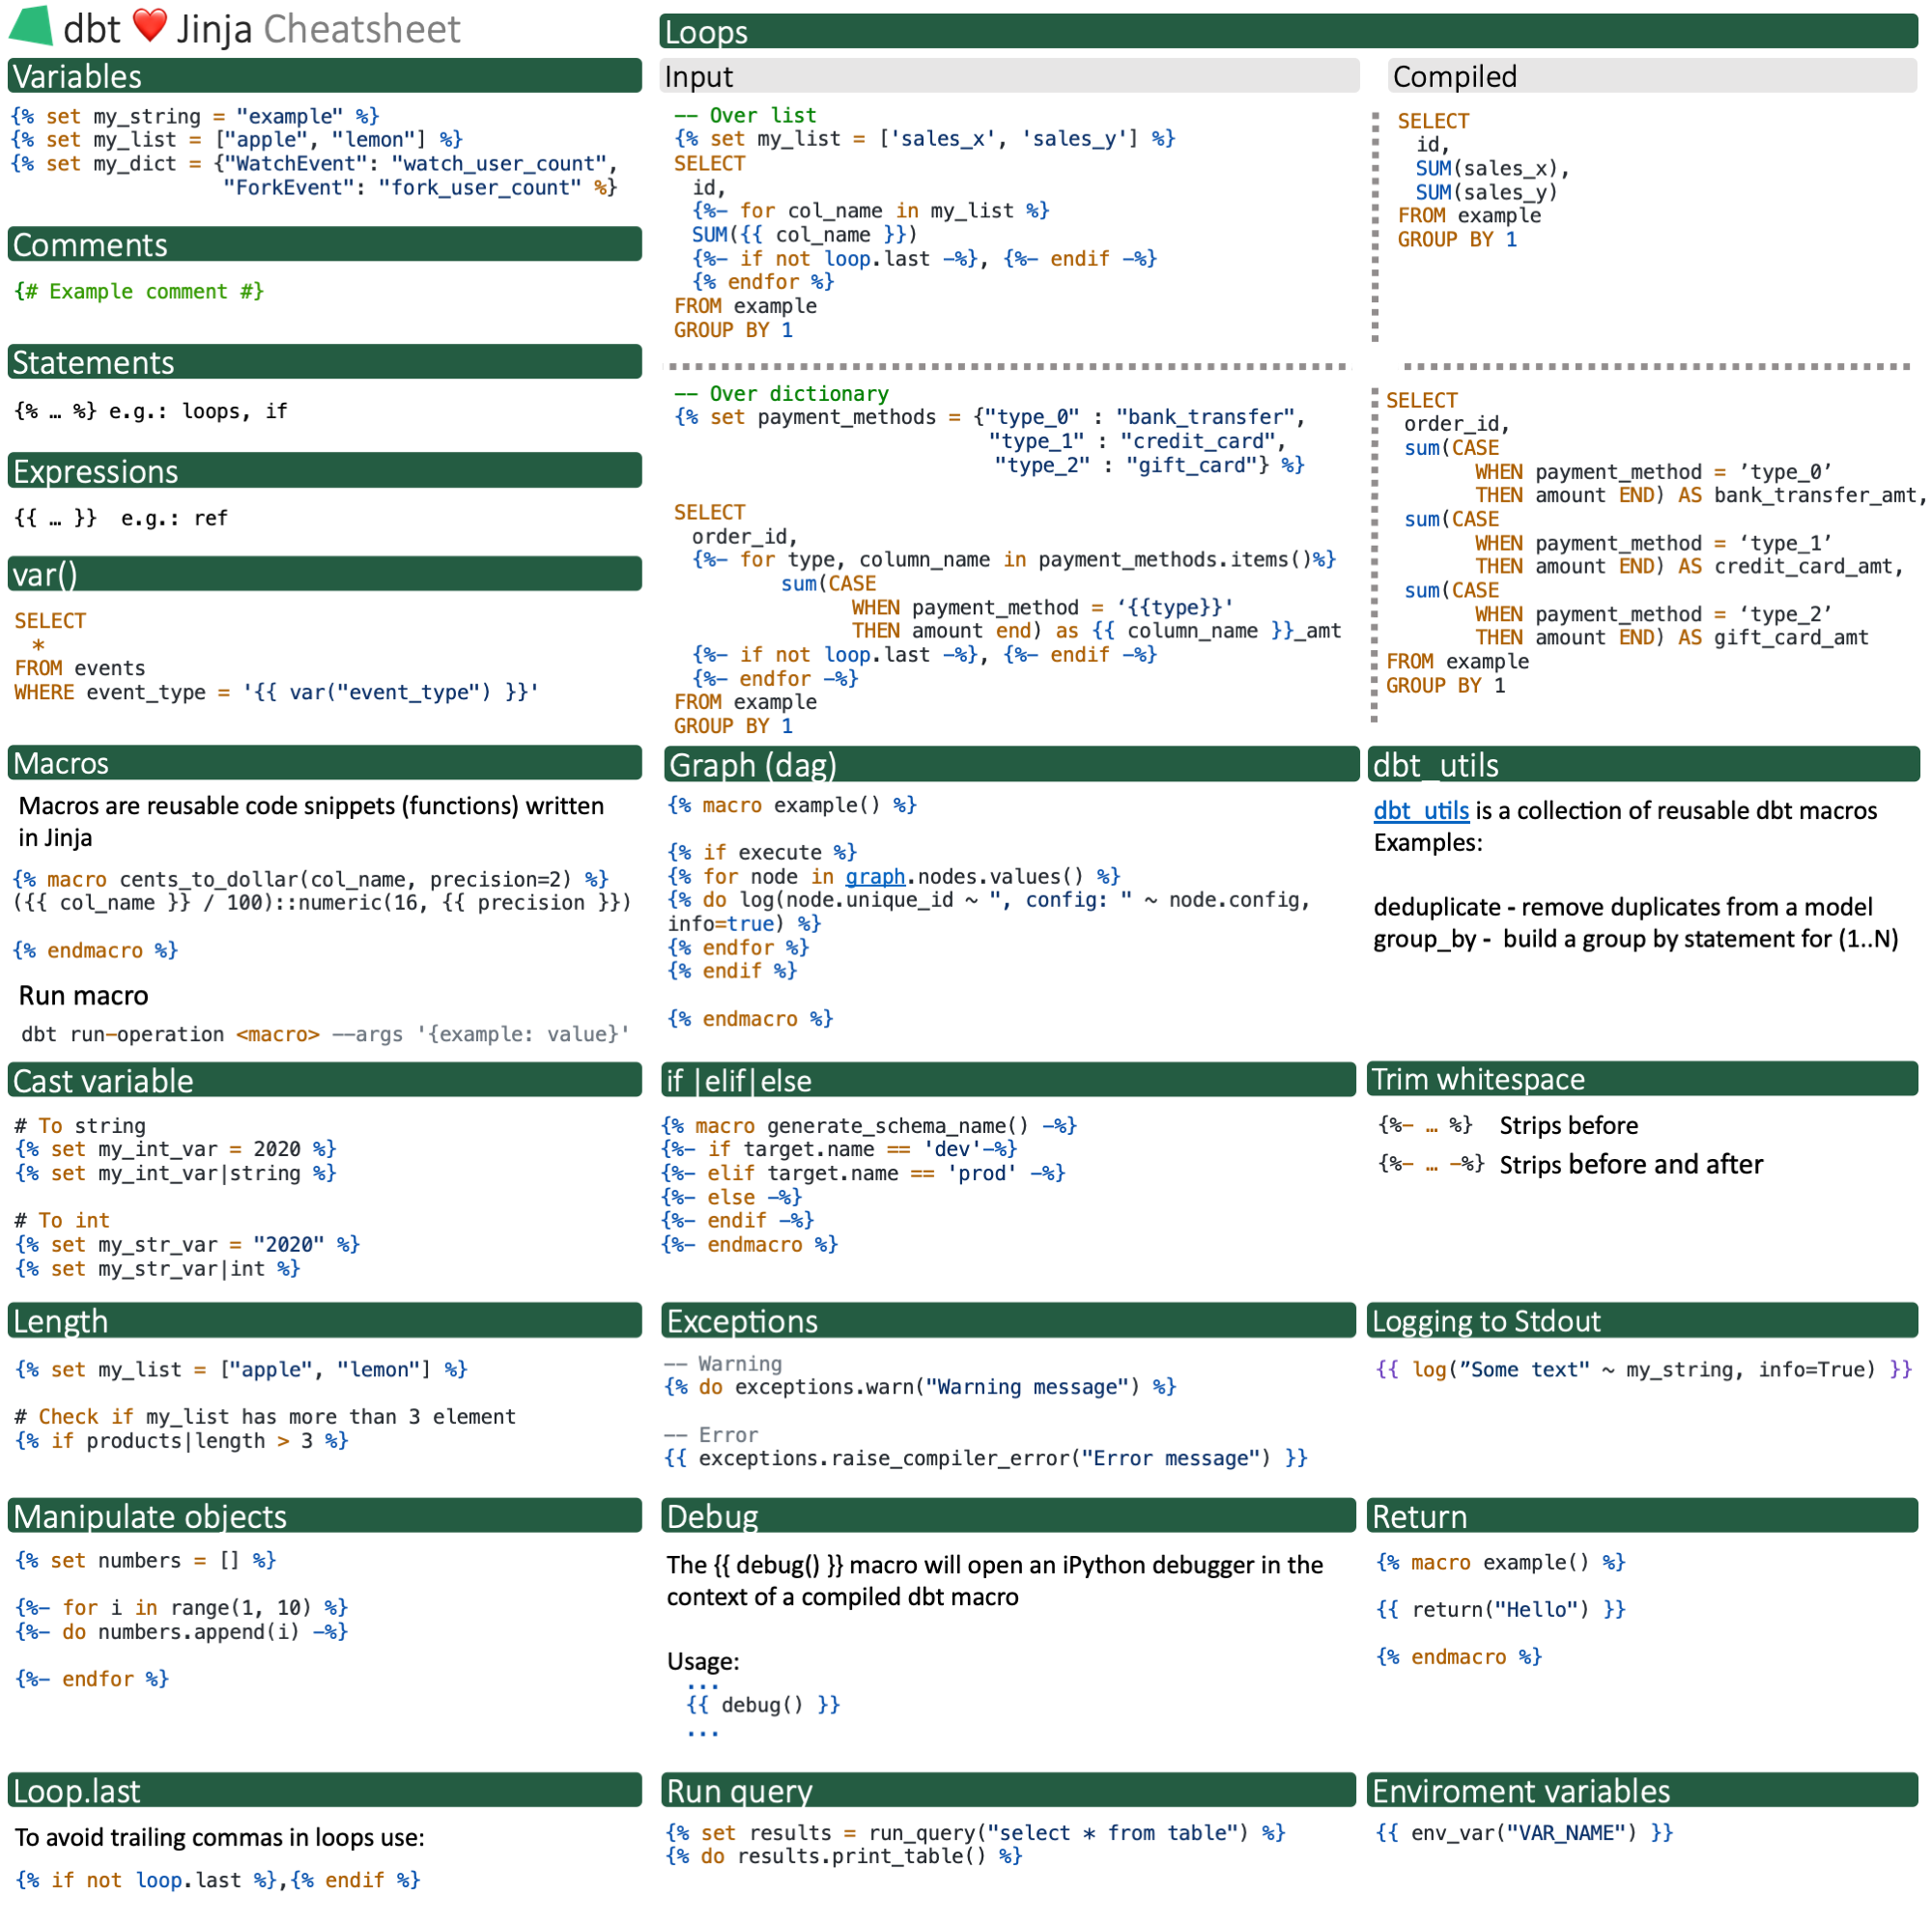 dbt ❤️ Jinja Cheatsheet
Variables
{% set my_string = "example" %}
{% set my_list = ["apple", "lemon"] %}
{% set my_dict = {"WatchEvent": "watch_user_count",
"ForkEvent": "fork_user_count" %}
Comments
{# Example comment #}
Statements
{% … %} e.g.: loops, if
Expressions
{{ … }}  e.g.: ref
var()
SELECT
*
FROM events
WHERE event_type = '{{ var("event_type") }}'
Loops
Input
-- Over list
{% set my_list = ['sales_x', 'sales_y'] %}
SELECT
id,
{%- for col_name in my_list %}
SUM({{ col_name }})
{%- if not loop.last -%}, {%- endif -%}
{% endfor %}
FROM example
GROUP BY 1
Compiled
SELECT
id,
SUM(sales_x),
SUM(sales_y)
FROM example
GROUP BY 1
-- Over dictionary
{% set payment_methods = {"type_0" : "bank_transfer",
"type_1" : "credit_card",
"type_2" : "gift_card"} %}
SELECT
order_id,
{%- for type, column_name in payment_methods.items()%}
sum(CASE
WHEN payment_method = ‘{{type}}'
THEN amount end) as {{ column_name }}_amt
{%- if not loop.last -%}, {%- endif -%}
{%- endfor -%}
FROM example
GROUP BY 1
SELECT
order_id,
sum(CASE
WHEN payment_method = ’type_0’
THEN amount END) AS bank_transfer_amt,
sum(CASE
WHEN payment_method = ‘type_1’
THEN amount END) AS credit_card_amt,
sum(CASE
WHEN payment_method = ‘type_2’
THEN amount END) AS gift_card_amt
FROM example
GROUP BY 1
Macros
Macros are reusable code snippets (functions) written
in Jinja
{% macro cents_to_dollar(col_name, precision=2) %}
({{ col_name }} / 100)::numeric(16, {{ precision }})
{% endmacro %}
Run macro
dbt run-operation <macro> --args '{example: value}'
Graph (dag)
{% macro example() %}
{% if execute %}
{% for node in graph.nodes.values() %}
{% do log(node.unique_id ~ ", config: " ~ node.config,
info=true) %}
{% endfor %}
{% endif %}
{% endmacro %}
dbt_utils
dbt_utils is a collection of reusable dbt macros
Examples:
deduplicate - remove duplicates from a model
group_by -  build a group by statement for (1..N)
Cast variable
# To string
{% set my_int_var = 2020 %}
{% set my_int_var|string %}
# To int
{% set my_str_var = "2020" %}
{% set my_str_var|int %}
if |elif|else
{% macro generate_schema_name() -%}
{%- if target.name == 'dev'-%}
{%- elif target.name == 'prod' -%}
{%- else -%}
{%- endif -%}
{%- endmacro %}
Trim whitespace
{%- … %} Strips before
{%- … -%} Strips before and after
Length
{% set my_list = ["apple", "lemon"] %}
# Check if my_list has more than 3 element
{% if products|length > 3 %}
Exceptions
-- Warning
{% do exceptions.warn("Warning message") %}
-- Error
{{ exceptions.raise_compiler_error("Error message") }}
Logging to Stdout
{{ log(”Some text" ~ my_string, info=True) }}
Manipulate objects
{% set numbers = [] %}
{%- for i in range(1, 10) %}
{%- do numbers.append(i) -%}
{%- endfor %}
Debug
The {{ debug() }} macro will open an iPython debugger in the
context of a compiled dbt macro
Usage:
...
{{ debug() }}
...
Return
{% macro example() %}
{{ return("Hello") }}
{% endmacro %}
Loop.last
To avoid trailing commas in loops use:
{% if not loop.last %},{% endif %}
Run query
{% set results = run_query("select * from table") %}
{% do results.print_table() %}
Enviroment variables
{{ env_var("VAR_NAME") }}